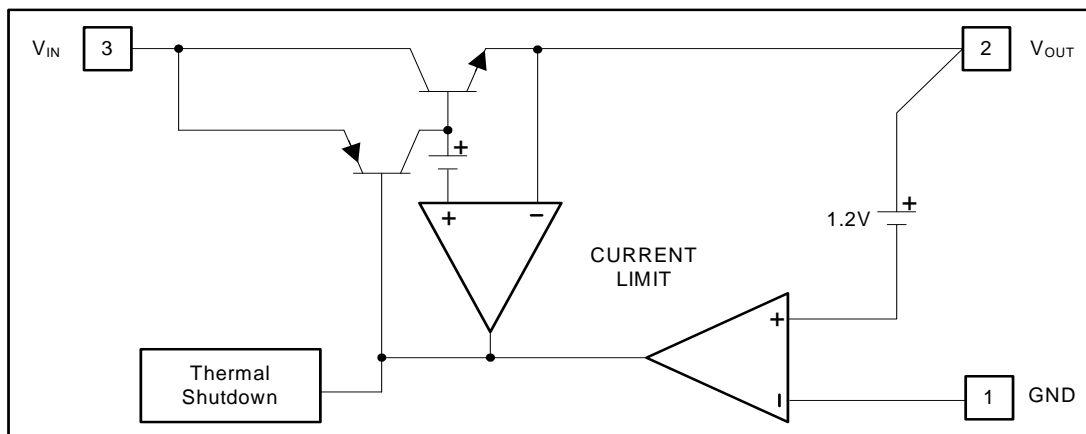 V_IN 3
2 V_OUT
+
+ −
1.2V +
CURRENT
LIMIT
+
−
Thermal
Shutdown
1 GND